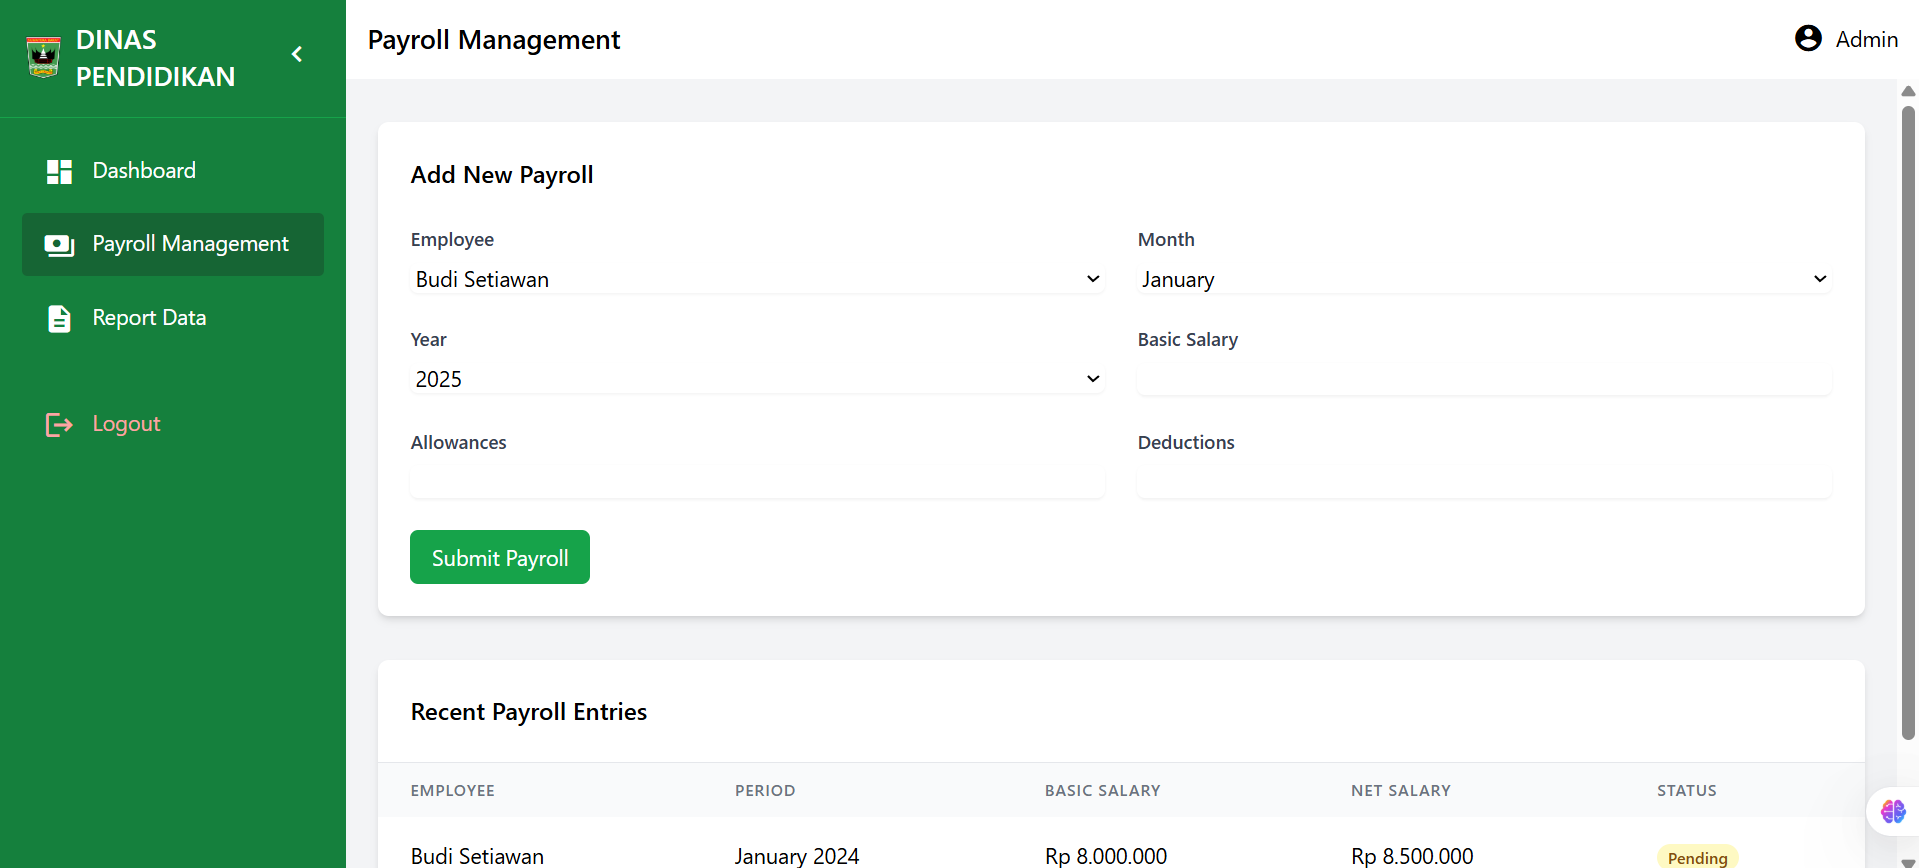 DINAS
PENDIDIKAN
Payroll Management
Admin
Dashboard
Payroll Management
Report Data
Logout
Add New Payroll
Employee
Month
Budi Setiawan
January
Year
Basic Salary
2025
Allowances
Deductions
Submit Payroll
Recent Payroll Entries
EMPLOYEE PERIOD BASIC SALARY NET SALARY STATUS
Budi Setiawan January 2024 Rp 8.000.000 Rp 8.500.000 Pending